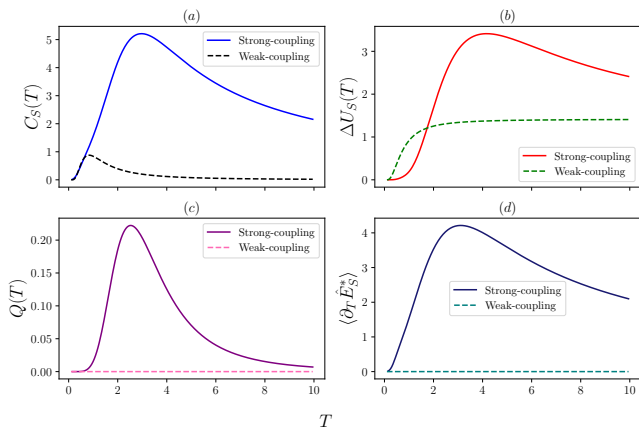 (a)
C_S(T)
5
4
3
2
1
0
Strong-coupling
Weak-coupling
(b)
ΔU_S(T)
3
2
1
0
Strong-coupling
Weak-coupling
(c)
Q(T)
0.20
0.15
0.10
0.05
0.00
Strong-coupling
Weak-coupling
0 2 4 6 8 10
(d)
⟨∂_T Ê*_S⟩
4
3
2
1
0
Strong-coupling
Weak-coupling
0 2 4 6 8 10
T